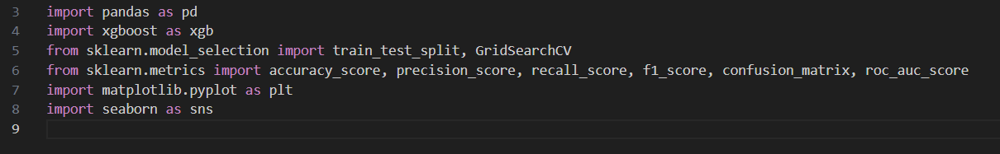 3 import pandas as pd
4 import xgboost as xgb
5 from sklearn.model_selection import train_test_split, GridSearchCV
6 from sklearn.metrics import accuracy_score, precision_score, recall_score, f1_score, confusion_matrix, roc_auc_score
7 import matplotlib.pyplot as plt
8 import seaborn as sns
9